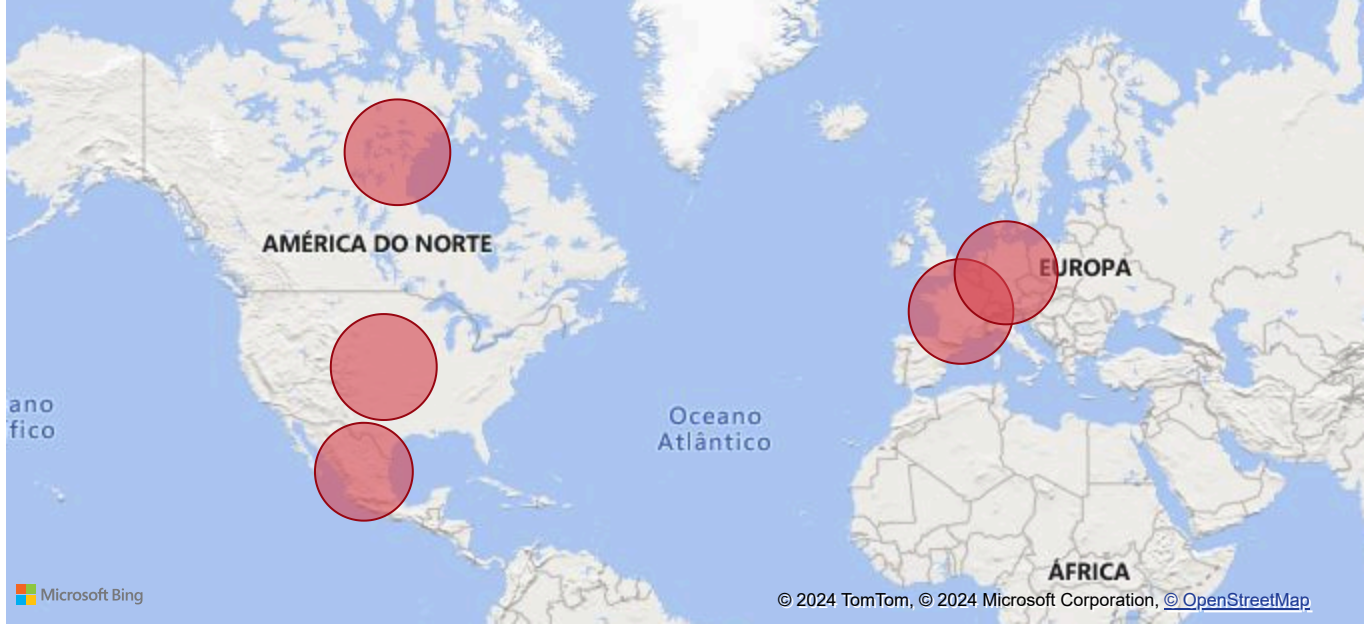 AMÉRICA DO NORTE
EUROPA
ano
fico
Oceano
Atlântico
ÁFRICA
Microsoft Bing
© 2024 TomTom, © 2024 Microsoft Corporation, © OpenStreetMap